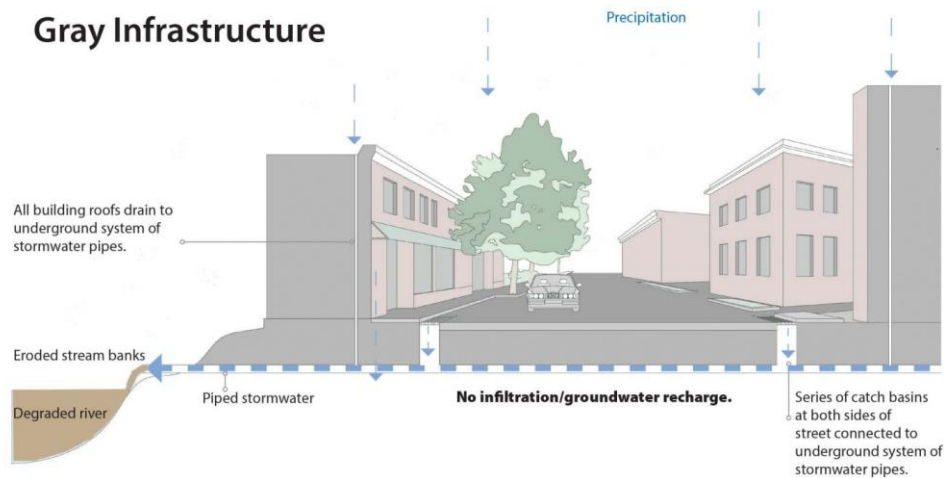 Gray Infrastructure
Precipitation
All building roofs drain to
underground system of
stormwater pipes.
Eroded stream banks
Degraded river
Piped stormwater
No infiltration/groundwater recharge.
Series of catch basins
at both sides of
street connected to
underground system of
stormwater pipes.